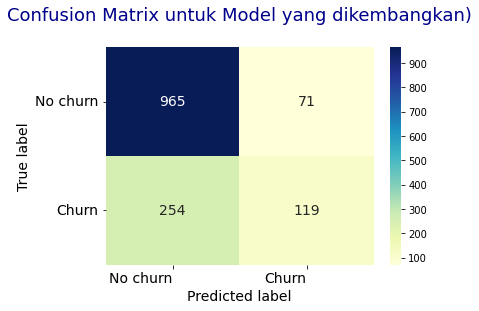 Confusion Matrix untuk Model yang dikembangkan)
No churn
965
71
Churn
254
119
No churn
Churn
True label
Predicted label
900
800
700
600
500
400
300
200
100